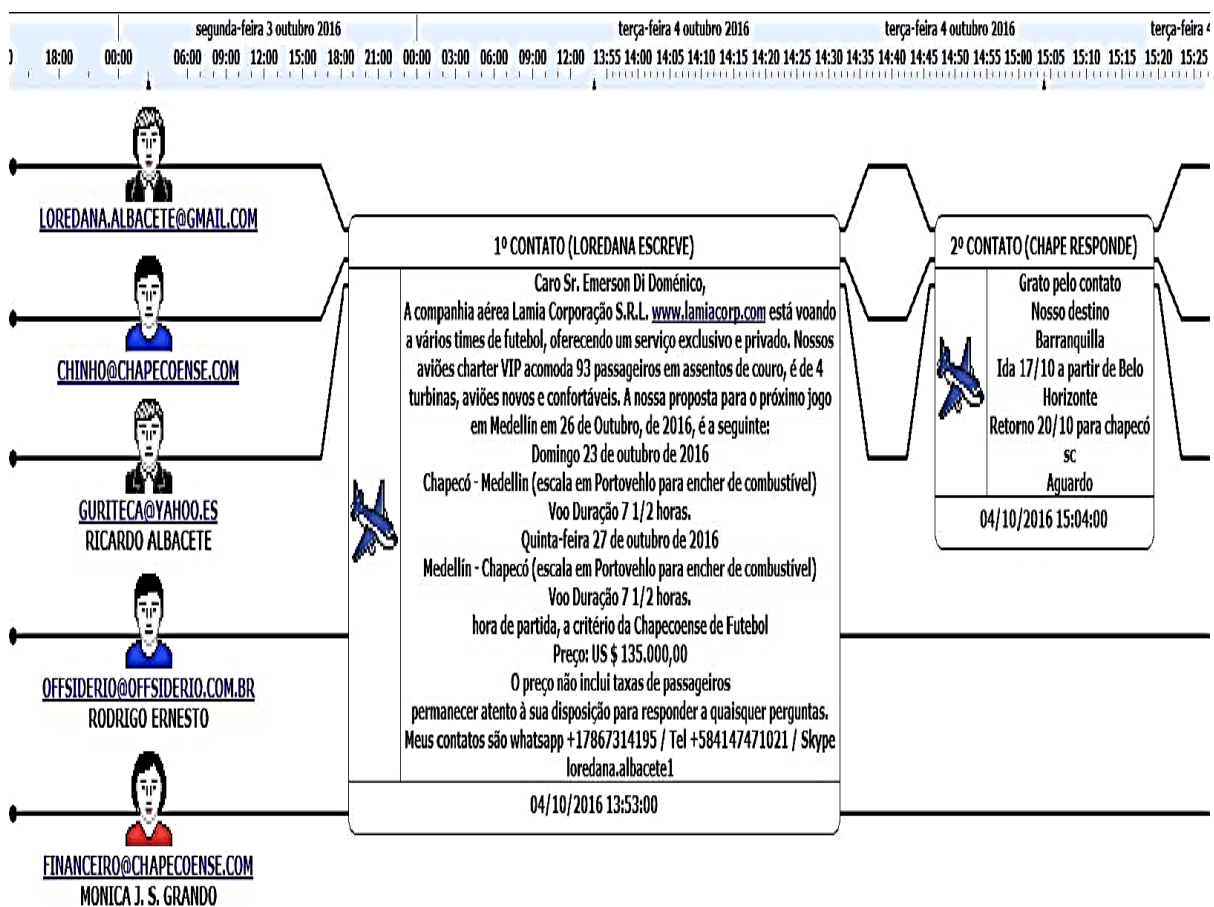 segunda-feira 3 outubro 2016
terça-feira 4 outubro 2016
terça-feira 4 outubro 2016
terça-feira 4
18:00 00:00 06:00 09:00 12:00 15:00 18:00 21:00 00:00 03:00 06:00 09:00 12:00 13:55 14:00 14:05 14:10 14:15 14:20 14:25 14:30 14:35 14:40 14:45 14:50 14:55 15:00 15:05 15:10 15:15 15:20 15:25
LOREDANA.ALBACETE@GMAIL.COM
CHINHO@CHAPECOENSE.COM
GURITECA@YAHOO.ES
RICARDO ALBACETE
OFFSIDERIO@OFFSIDERIO.COM.BR
RODRIGO ERNESTO
FINANCEIRO@CHAPECOENSE.COM
MONICA J. S. GRANDO
1º CONTATO (LOREDANA ESCREVE)
Caro Sr. Emerson Di Doménico,
A companhia aérea Lamia Corporação S.R.L. www.lamiacorp.com está voando
a vários times de futebol, oferecendo um serviço exclusivo e privado. Nossos
aviões charter VIP acomoda 93 passageiros em assentos de couro, é de 4
turbinas, aviões novos e confortáveis. A nossa proposta para o próximo jogo
em Medellín em 26 de Outubro, de 2016, é a seguinte:
Domingo 23 de outubro de 2016
Chapecó - Medellin (escala em Portovehlo para encher de combustível)
Voo Duração 7 1/2 horas.
Quinta-feira 27 de outubro de 2016
Medellín - Chapecó (escala em Portovehlo para encher de combustível)
Voo Duração 7 1/2 horas.
hora de partida, a critério da Chapecoense de Futebol
Preço: US $ 135.000,00
O preço não inclui taxas de passageiros
permanecer atento à sua disposição para responder a quaisquer perguntas.
Meus contatos são whatsapp +17867314195 / Tel +584147471021 / Skype
loredana.albacete1
04/10/2016 13:53:00
2º CONTATO (CHAPE RESPONDE)
Grato pelo contato
Nosso destino
Barranquilla
Ida 17/10 a partir de Belo
Horizonte
Retorno 20/10 para chapecó
sc
Aguardo
04/10/2016 15:04:00